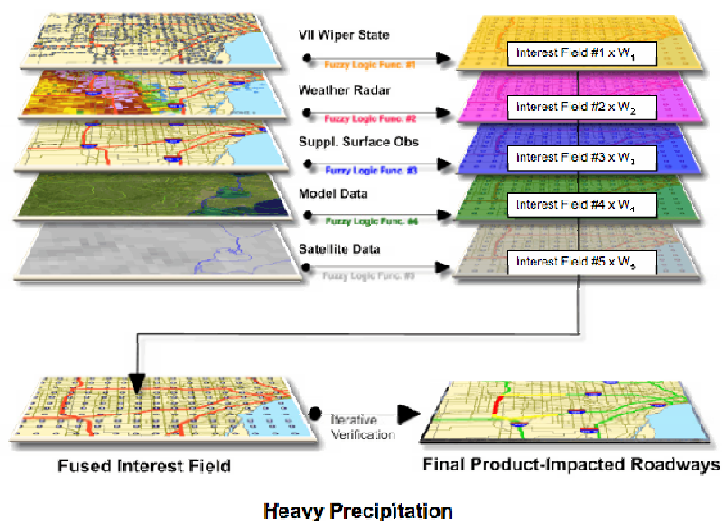 VII Wiper State
Fuzzy Logic Func. #1
Interest Field #1 x W1
Weather Radar
Fuzzy Logic Func. #2
Interest Field #2 x W2
Suppl. Surface Obs
Fuzzy Logic Func. #3
Interest Field #3 x W3
Model Data
Fuzzy Logic Func. #4
Interest Field #4 x W4
Satellite Data
Fuzzy Logic Func. #5
Interest Field #5 x W5
Iterative
Verification
Fused Interest Field
Final Product-Impacted Roadways
Heavy Precipitation